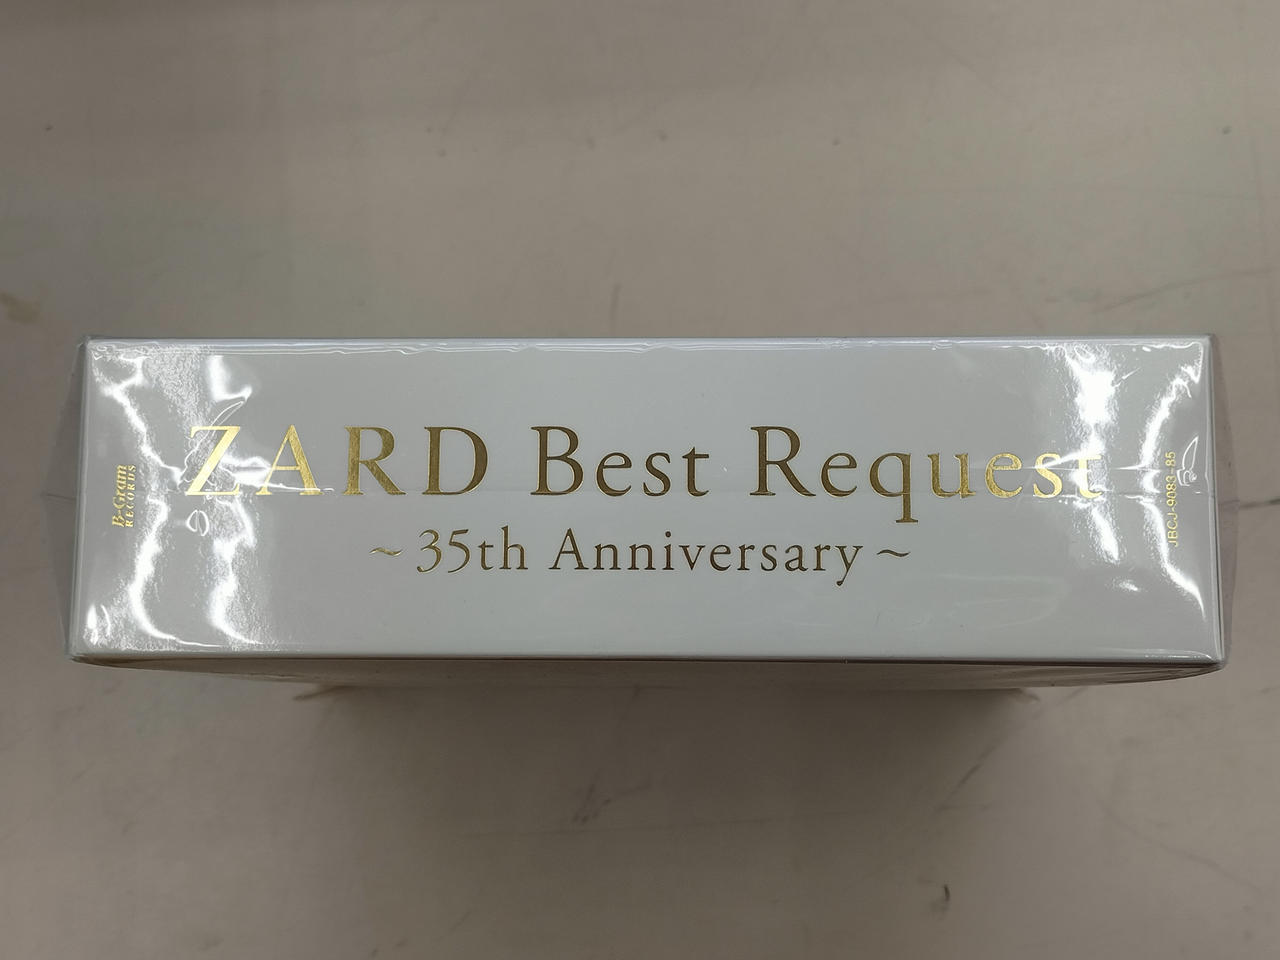 B-Gram
RECORDS
ZARD Best Request
~35th Anniversary~
JBCJ-9083-85